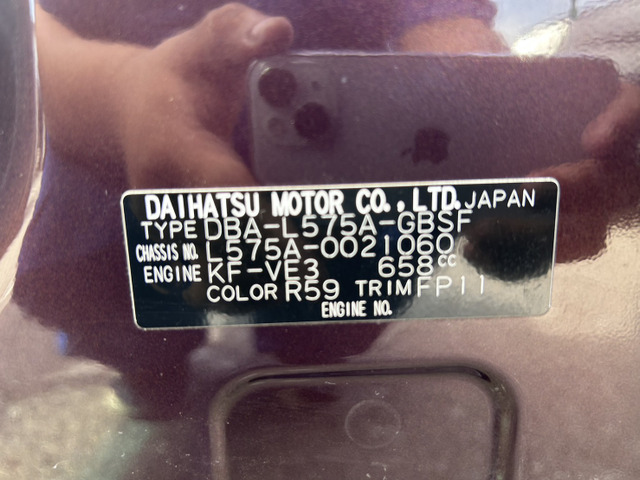 DAIHATSU MOTOR CO., LTD. JAPAN
TYPE DBA-L575A-GBSF
CHASSIS NO. L575A-0021060
ENGINE KF-VE3 658cc
COLOR R59 TRIM FP11
ENGINE NO.